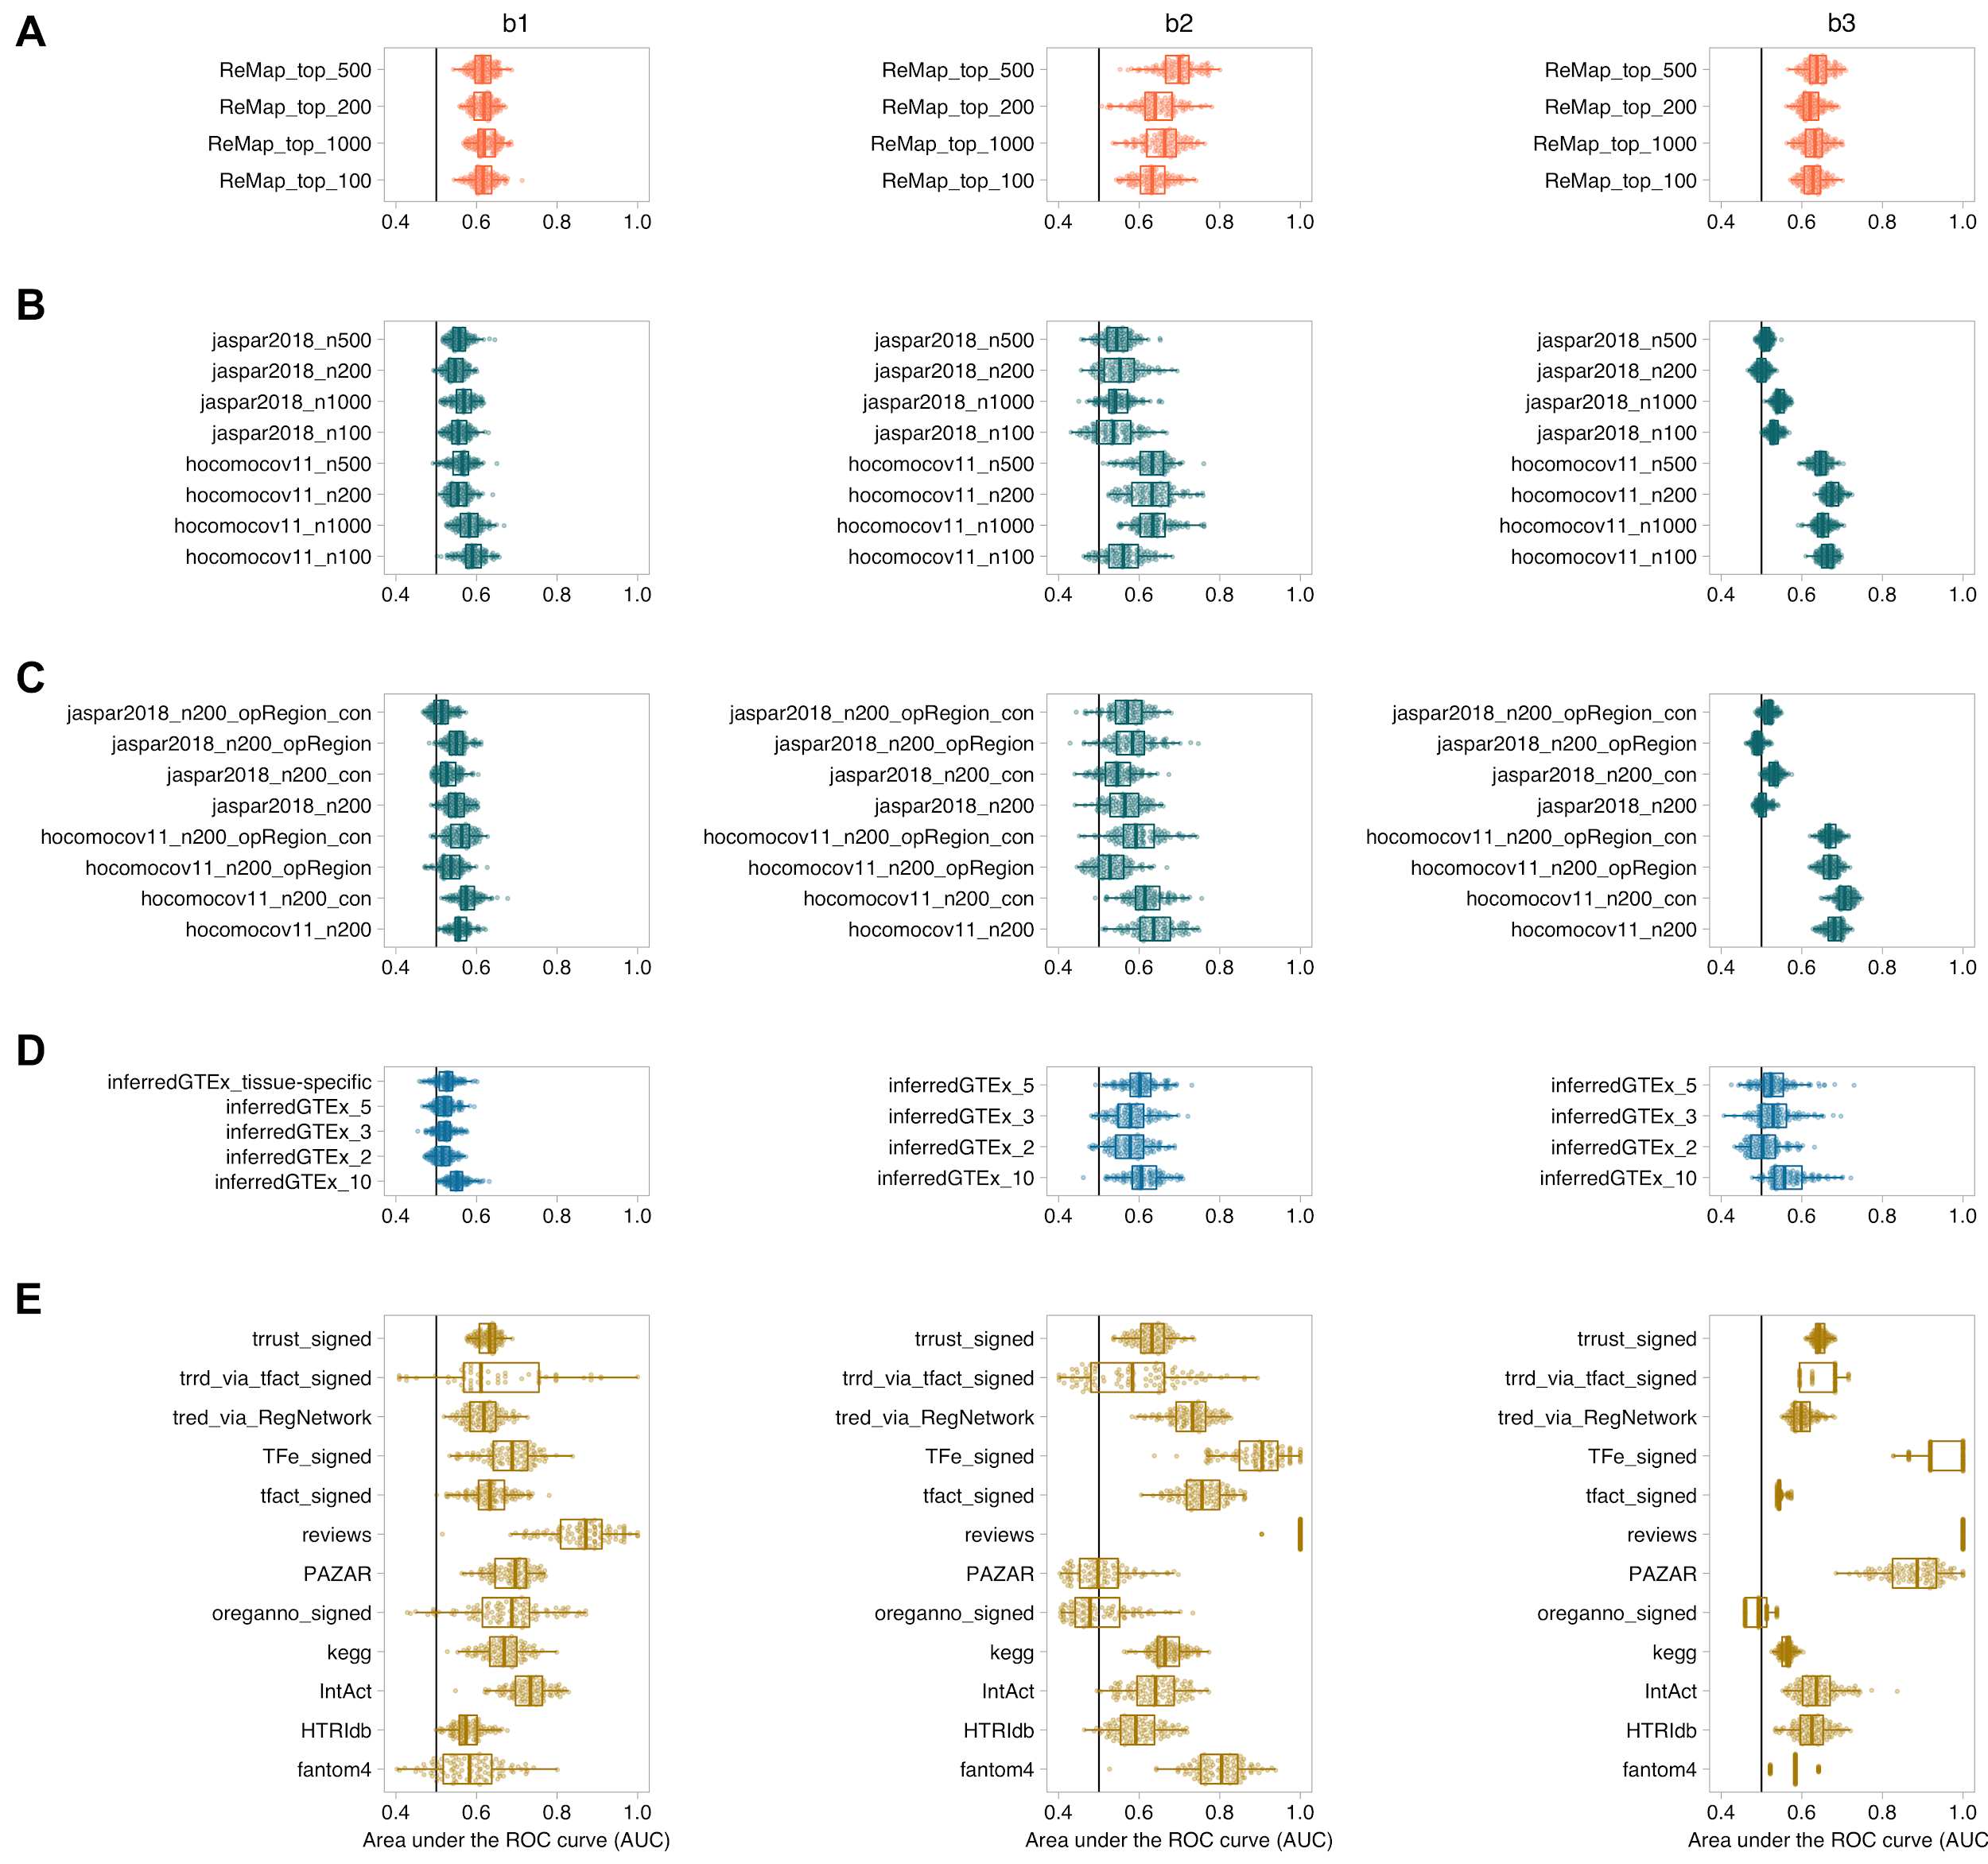 A
b1
b2
b3
ReMap_top_500
ReMap_top_200
ReMap_top_1000
ReMap_top_100
0.4 0.6 0.8 1.0
ReMap_top_500
ReMap_top_200
ReMap_top_1000
ReMap_top_100
0.4 0.6 0.8 1.0
ReMap_top_500
ReMap_top_200
ReMap_top_1000
ReMap_top_100
0.4 0.6 0.8 1.0
B
jaspar2018_n500
jaspar2018_n200
jaspar2018_n1000
jaspar2018_n100
hocomocov11_n500
hocomocov11_n200
hocomocov11_n1000
hocomocov11_n100
0.4 0.6 0.8 1.0
jaspar2018_n500
jaspar2018_n200
jaspar2018_n1000
jaspar2018_n100
hocomocov11_n500
hocomocov11_n200
hocomocov11_n1000
hocomocov11_n100
0.4 0.6 0.8 1.0
jaspar2018_n500
jaspar2018_n200
jaspar2018_n1000
jaspar2018_n100
hocomocov11_n500
hocomocov11_n200
hocomocov11_n1000
hocomocov11_n100
0.4 0.6 0.8 1.0
C
jaspar2018_n200_opRegion_con
jaspar2018_n200_opRegion
jaspar2018_n200_con
jaspar2018_n200
hocomocov11_n200_opRegion_con
hocomocov11_n200_opRegion
hocomocov11_n200_con
hocomocov11_n200
0.4 0.6 0.8 1.0
jaspar2018_n200_opRegion_con
jaspar2018_n200_opRegion
jaspar2018_n200_con
jaspar2018_n200
hocomocov11_n200_opRegion_con
hocomocov11_n200_opRegion
hocomocov11_n200_con
hocomocov11_n200
0.4 0.6 0.8 1.0
jaspar2018_n200_opRegion_con
jaspar2018_n200_opRegion
jaspar2018_n200_con
jaspar2018_n200
hocomocov11_n200_opRegion_con
hocomocov11_n200_opRegion
hocomocov11_n200_con
hocomocov11_n200
0.4 0.6 0.8 1.0
D
inferredGTEx_tissue-specific
inferredGTEx_5
inferredGTEx_3
inferredGTEx_2
inferredGTEx_10
0.4 0.6 0.8 1.0
inferredGTEx_5
inferredGTEx_3
inferredGTEx_2
inferredGTEx_10
0.4 0.6 0.8 1.0
inferredGTEx_5
inferredGTEx_3
inferredGTEx_2
inferredGTEx_10
0.4 0.6 0.8 1.0
E
trrust_signed
trrd_via_tfact_signed
tred_via_RegNetwork
TFe_signed
tfact_signed
reviews
PAZAR
oreganno_signed
kegg
IntAct
HTRIdb
fantom4
0.4 0.6 0.8 1.0
Area under the ROC curve (AUC)
trrust_signed
trrd_via_tfact_signed
tred_via_RegNetwork
TFe_signed
tfact_signed
reviews
PAZAR
oreganno_signed
kegg
IntAct
HTRIdb
fantom4
0.4 0.6 0.8 1.0
Area under the ROC curve (AUC)
trrust_signed
trrd_via_tfact_signed
tred_via_RegNetwork
TFe_signed
tfact_signed
reviews
PAZAR
oreganno_signed
kegg
IntAct
HTRIdb
fantom4
0.4 0.6 0.8 1.0
Area under the ROC curve (AUC